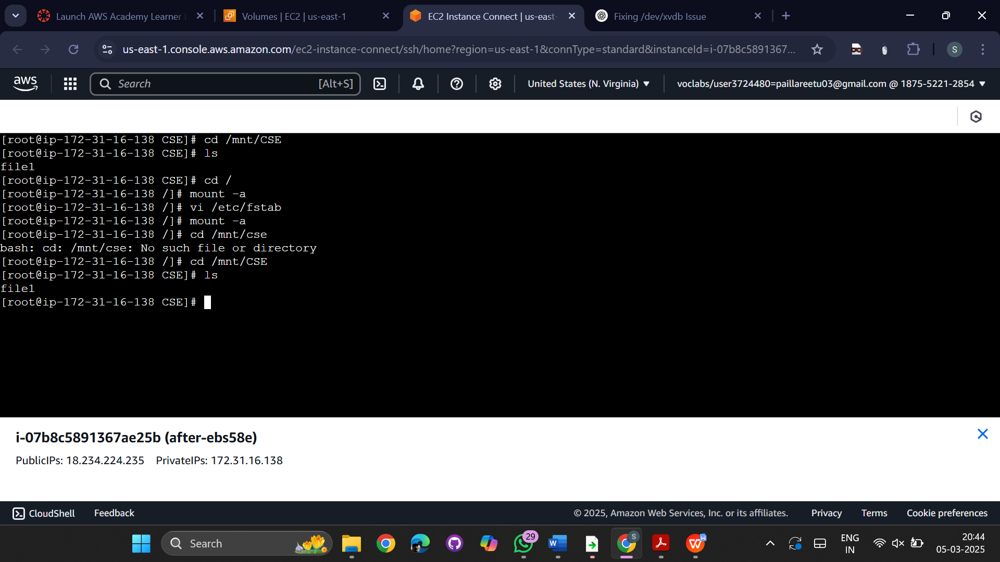 Launch AWS Academy Learner
Volumes | EC2 | us-east-1
EC2 Instance Connect | us-east-
Fixing /dev/xvdb Issue
us-east-1.console.aws.amazon.com/ec2-instance-connect/ssh/home?region=us-east-1&connType=standard&instanceId=i-07b8c5891367...
S
aws
Search
[Alt+S]
United States (N. Virginia)
voclabs/user3724480=paillareetu03@gmail.com @ 1875-5221-2854
[root@ip-172-31-16-138 CSE]# cd /mnt/CSE
[root@ip-172-31-16-138 CSE]# ls
file1
[root@ip-172-31-16-138 CSE]# cd /
[root@ip-172-31-16-138 /]# mount -a
[root@ip-172-31-16-138 /]# vi /etc/fstab
[root@ip-172-31-16-138 /]# mount -a
[root@ip-172-31-16-138 /]# cd /mnt/cse
bash: cd: /mnt/cse: No such file or directory
[root@ip-172-31-16-138 /]# cd /mnt/CSE
[root@ip-172-31-16-138 CSE]# ls
file1
[root@ip-172-31-16-138 CSE]#
i-07b8c5891367ae25b (after-ebs58e)
PublicIPs: 18.234.224.235 PrivateIPs: 172.31.16.138
CloudShell
Feedback
© 2025, Amazon Web Services, Inc. or its affiliates.
Privacy
Terms
Cookie preferences
Search
29
W
S
W
ENG
IN
20:44
05-03-2025